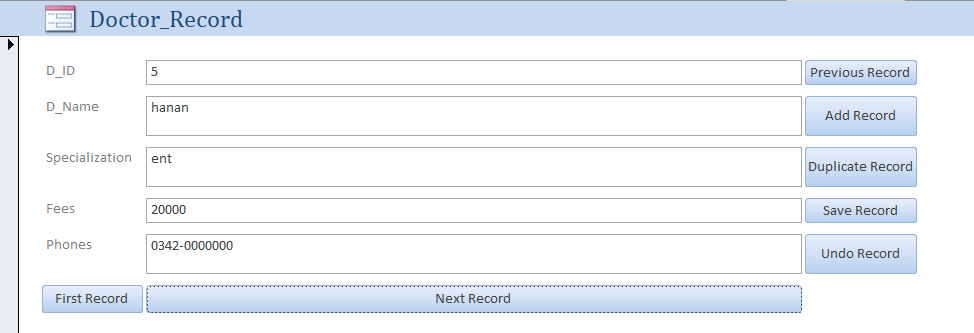 Doctor_Record
D_ID 5 Previous Record
D_Name hanan Add Record
Specialization ent Duplicate Record
Fees 20000 Save Record
Phones 0342-0000000 Undo Record
First Record Next Record